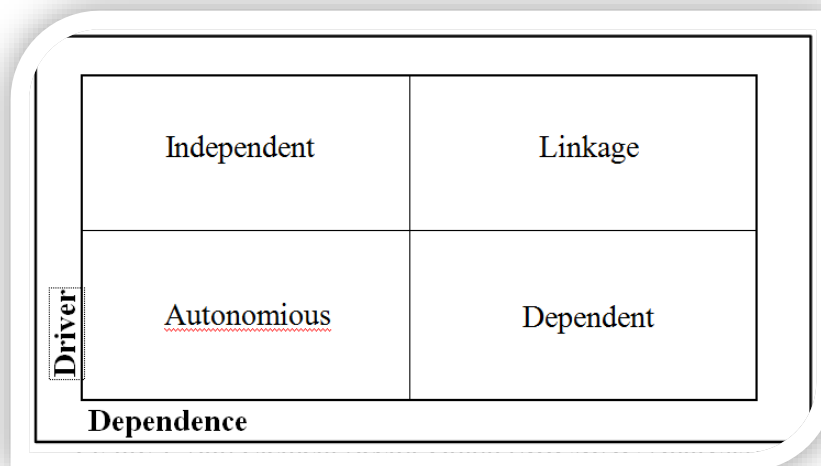 Independent
Linkage
Autonomious
Dependent
Driver
Dependence